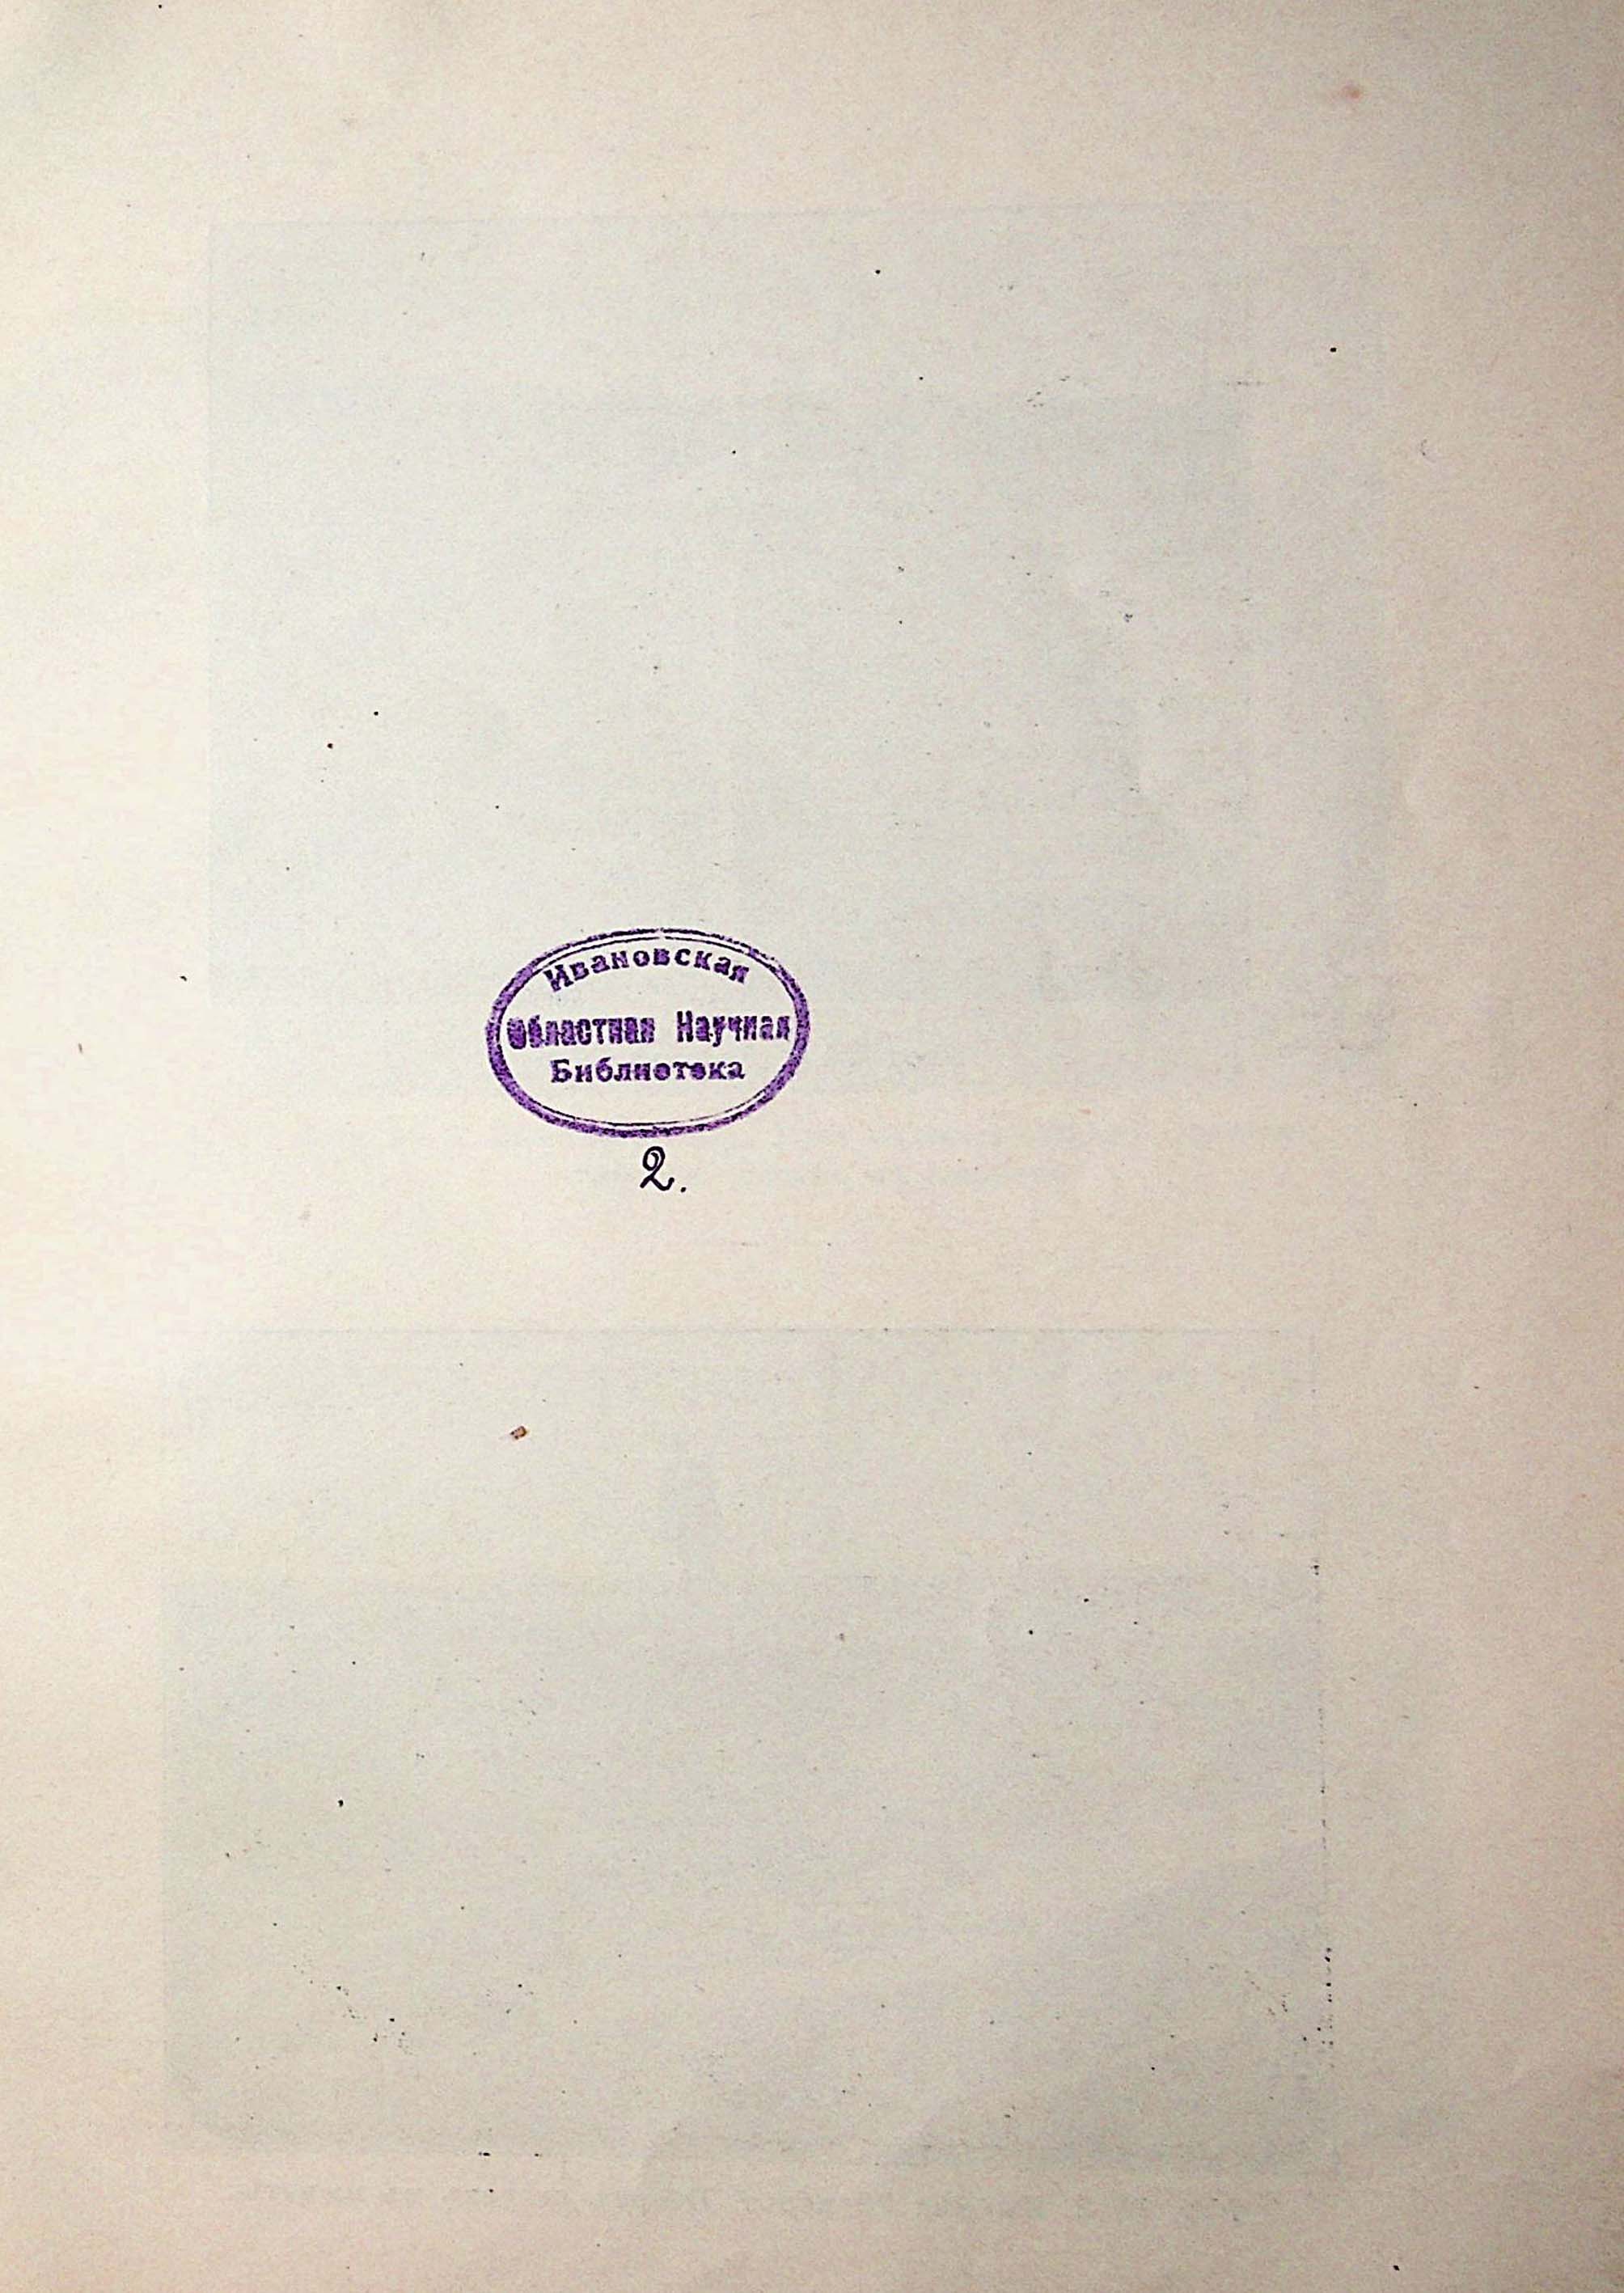 Ивановская
Областная Научная
Библиотека
2.